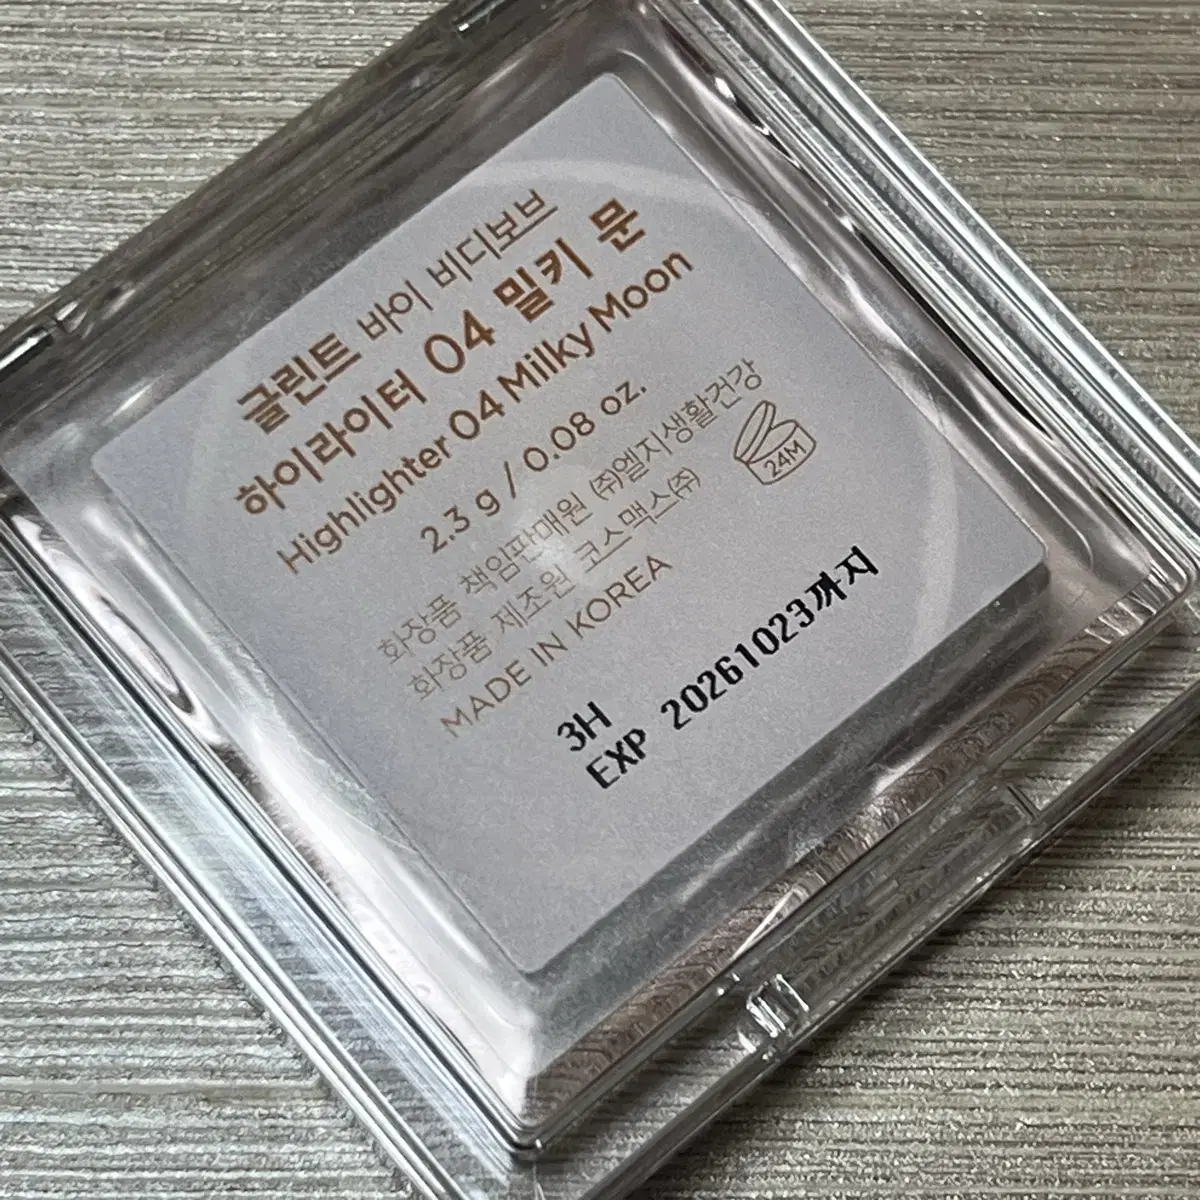 글린트 바이 비디보브
하이라이터 04 밀키 문
Highlighter 04 Milky Moon
2.3 g / 0.08 oz.
화장품 책임판매원 ㈜엘지생활건강
화장품 제조원 코스맥스㈜
MADE IN KOREA
24M
3H
EXP 20261023까지